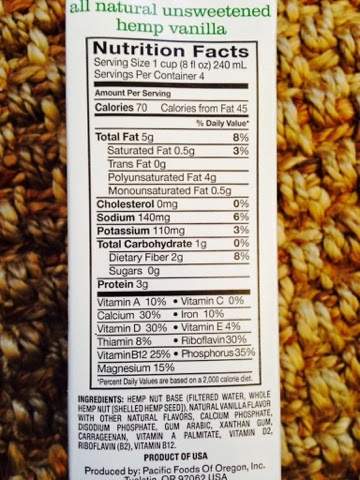 all natural unsweetened
hemp vanilla
Nutrition Facts
Serving Size 1 cup (8 fl oz) 240 mL
Servings Per Container 4
Amount Per Serving
Calories 70 Calories from Fat 45
% Daily Value*
Total Fat 5g 8%
Saturated Fat 0.5g 3%
Trans Fat 0g
Polyunsaturated Fat 4g
Monounsaturated Fat 0.5g
Cholesterol 0mg 0%
Sodium 140mg 6%
Potassium 110mg 3%
Total Carbohydrate 1g 0%
Dietary Fiber 2g 8%
Sugars 0g
Protein 3g
Vitamin A 10% • Vitamin C 0%
Calcium 30% • Iron 10%
Vitamin D 30% • Vitamin E 4%
Thiamin 8% • Riboflavin 30%
Vitamin B12 25% • Phosphorus 35%
Magnesium 15%
*Percent Daily Values are based on a 2,000 calorie diet.
INGREDIENTS: HEMP NUT BASE (FILTERED WATER, WHOLE
HEMP NUT [SHELLED HEMP SEED]), NATURAL VANILLA FLAVOR
WITH OTHER NATURAL FLAVORS, CALCIUM PHOSPHATE,
DISODIUM PHOSPHATE, GUM ARABIC, XANTHAN GUM,
CARRAGEENAN, VITAMIN A PALMITATE, VITAMIN D2,
RIBOFLAVIN (B2), VITAMIN B12.
PRODUCT OF USA
Produced by: Pacific Foods Of Oregon, Inc.
Tualatin, OR 97062 USA